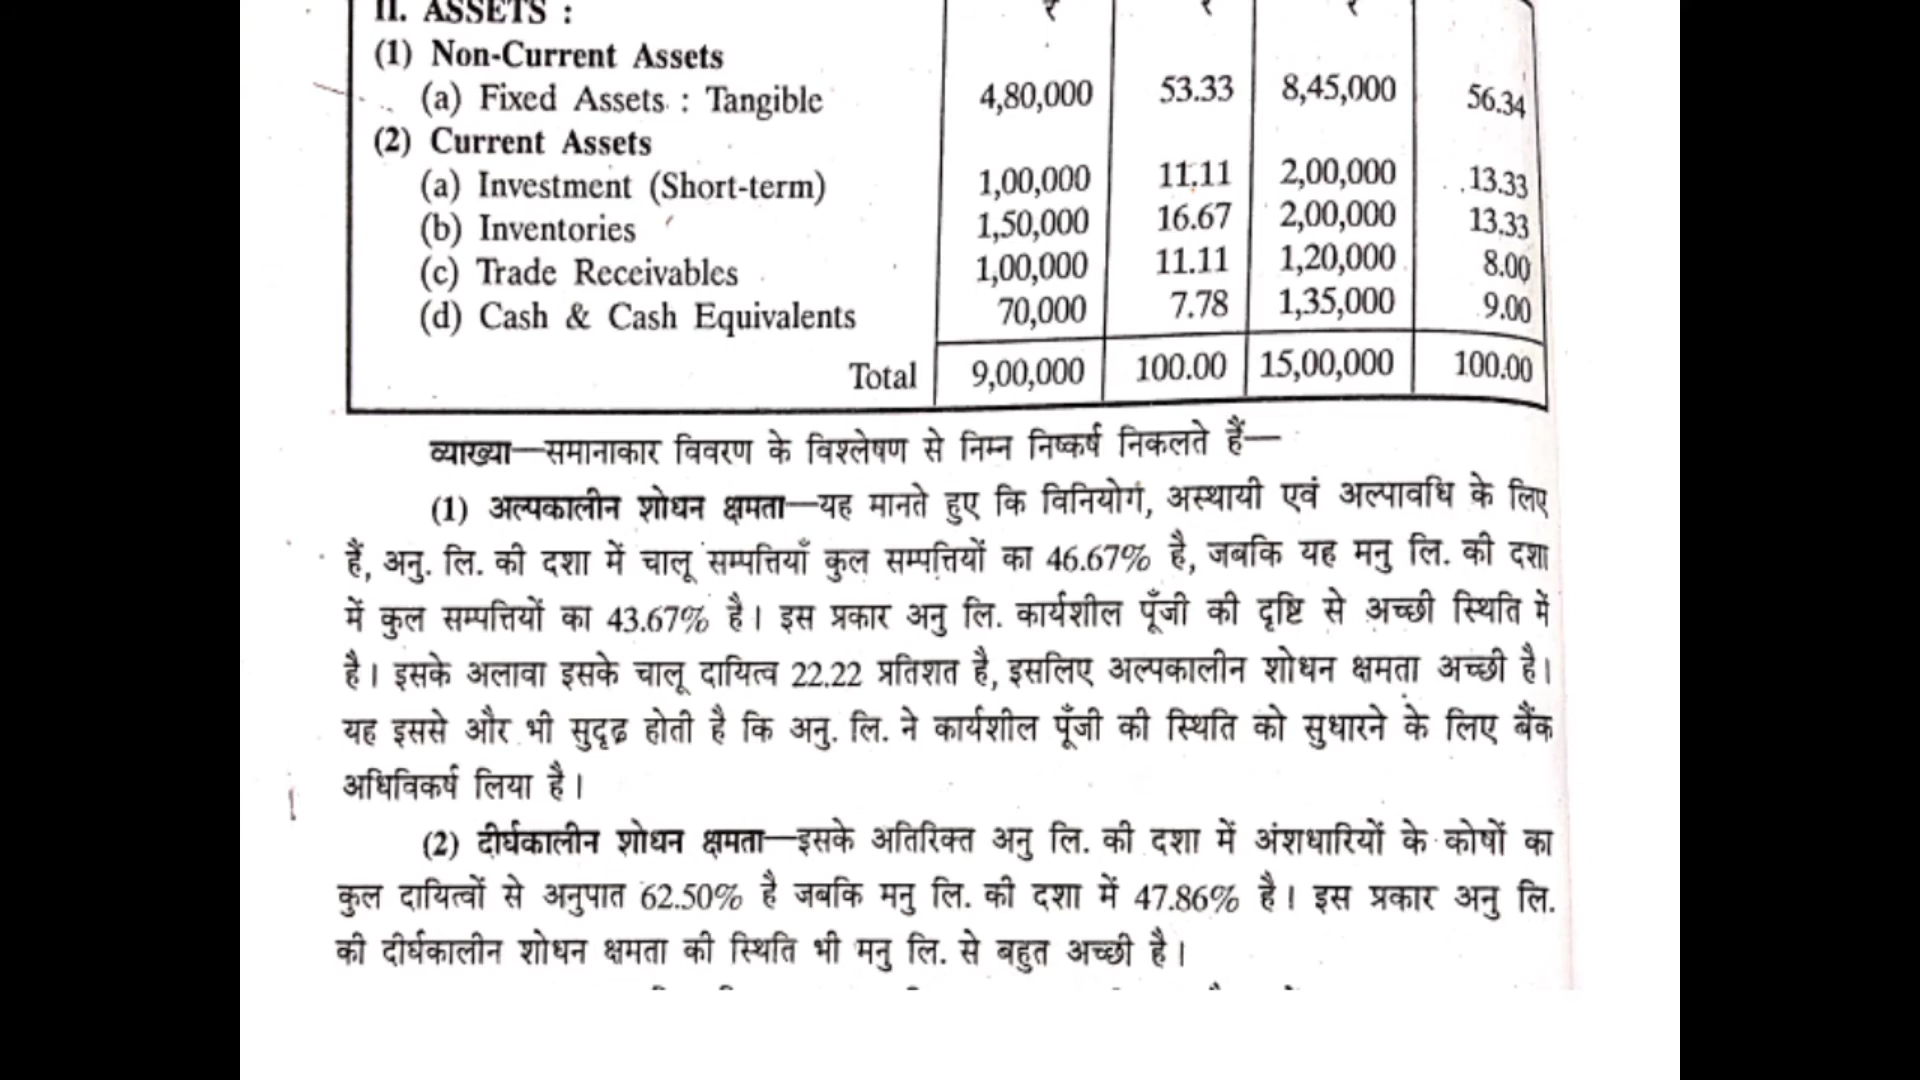 II. ASSETS : ₹ ₹ ₹
(1) Non-Current Assets
(a) Fixed Assets : Tangible 4,80,000 53.33 8,45,000 56.34
(2) Current Assets
(a) Investment (Short-term) 1,00,000 11.11 2,00,000 13.33
(b) Inventories 1,50,000 16.67 2,00,000 13.33
(c) Trade Receivables 1,00,000 11.11 1,20,000 8.00
(d) Cash & Cash Equivalents 70,000 7.78 1,35,000 9.00
Total 9,00,000 100.00 15,00,000 100.00
व्याख्या—समानाकार विवरण के विश्लेषण से निम्न निष्कर्ष निकलते हैं—
(1) अल्पकालीन शोधन क्षमता—यह मानते हुए कि विनियोग, अस्थायी एवं अल्पावधि के लिए
हैं, अनु. लि. की दशा में चालू सम्पत्तियाँ कुल सम्पत्तियों का 46.67% है, जबकि यह मनु लि. की दशा
में कुल सम्पत्तियों का 43.67% है। इस प्रकार अनु लि. कार्यशील पूँजी की दृष्टि से अच्छी स्थिति में
है। इसके अलावा इसके चालू दायित्व 22.22 प्रतिशत है, इसलिए अल्पकालीन शोधन क्षमता अच्छी है।
यह इससे और भी सुदृढ़ होती है कि अनु. लि. ने कार्यशील पूँजी की स्थिति को सुधारने के लिए बैंक
अधिविकर्ष लिया है।
(2) दीर्घकालीन शोधन क्षमता—इसके अतिरिक्त अनु लि. की दशा में अंशधारियों के कोषों का
कुल दायित्वों से अनुपात 62.50% है जबकि मनु लि. की दशा में 47.86% है। इस प्रकार अनु लि.
की दीर्घकालीन शोधन क्षमता की स्थिति भी मनु लि. से बहुत अच्छी है।